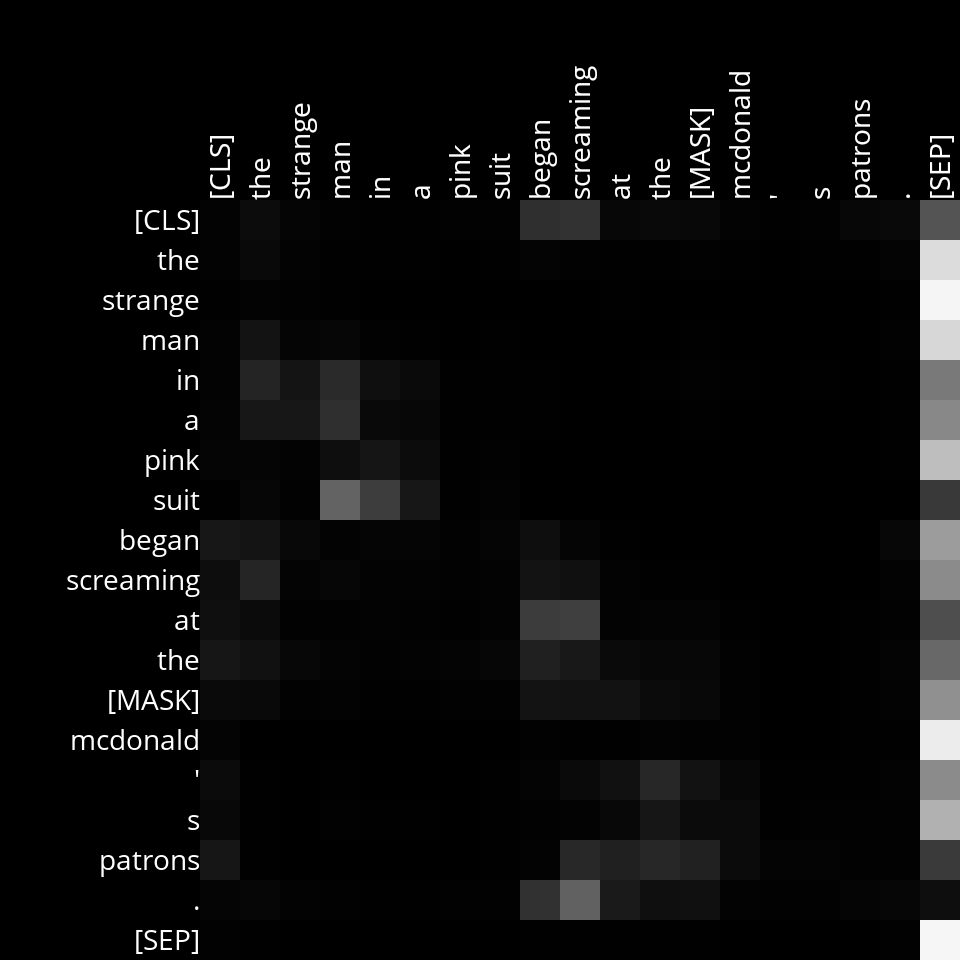 [CLS] the strange man in a pink suit began screaming at the [MASK] mcdonald ' s patrons . [SEP]
[CLS]
the
strange
man
in
a
pink
suit
began
screaming
at
the
[MASK]
mcdonald
'
s
patrons
.
[SEP]